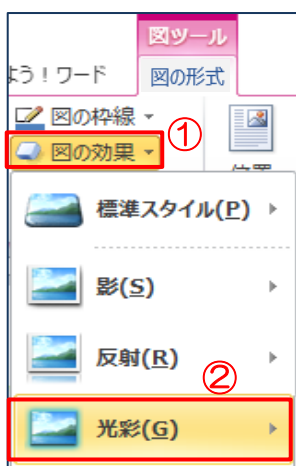 図ツール
よう！ワード 図の形式
図の枠線
①
図の効果
標準スタイル(P)
影(S)
反射(R)
②
光彩(G)